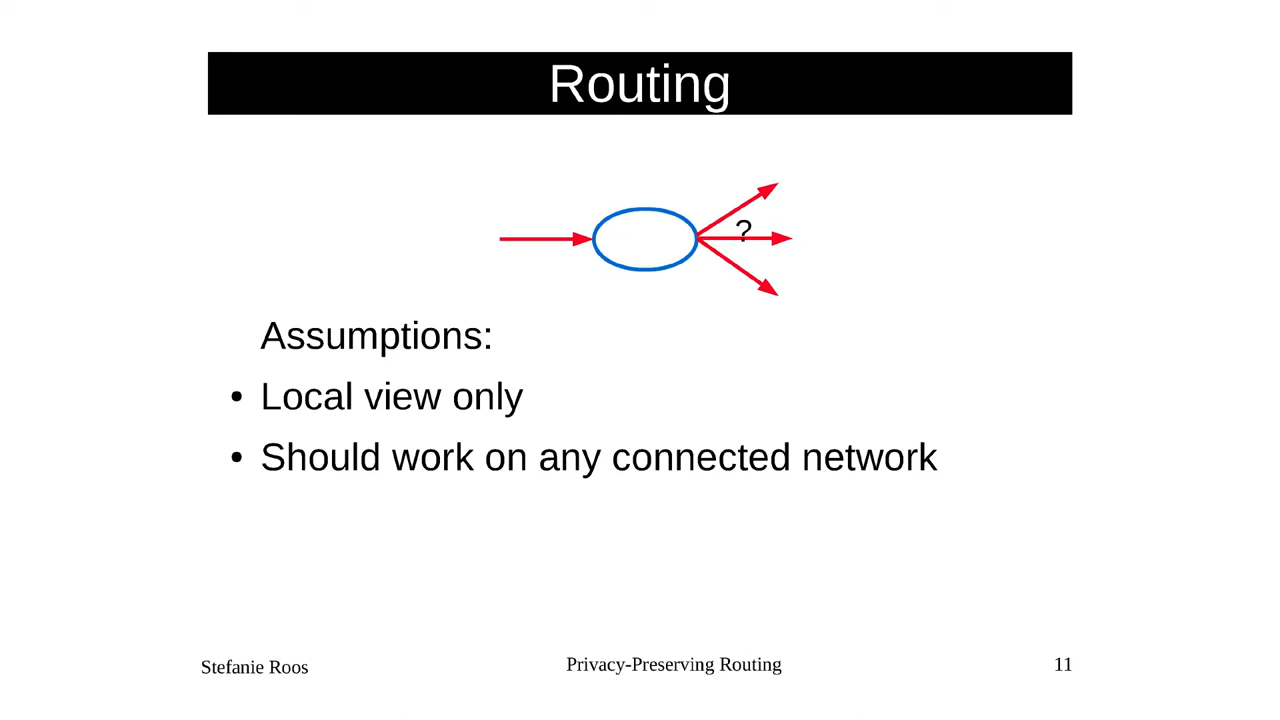 Routing
?
Assumptions:
• Local view only
• Should work on any connected network
Stefanie Roos
Privacy-Preserving Routing
11